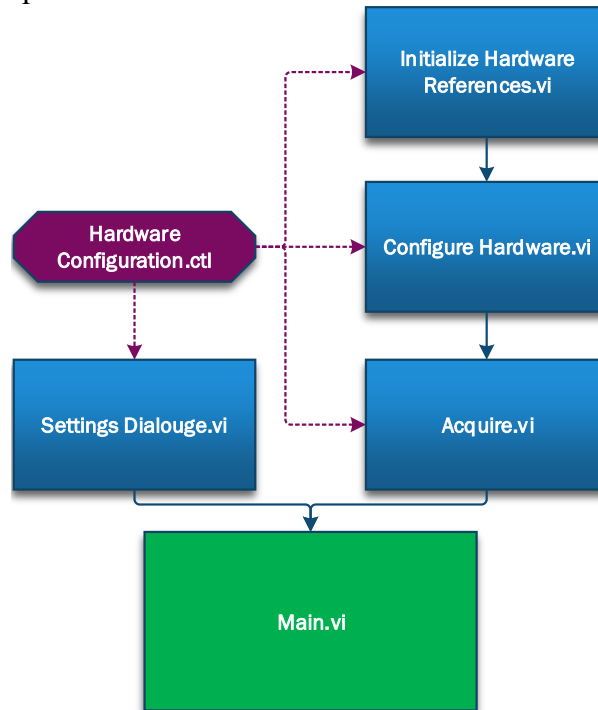 Initialize Hardware
References.vi
Hardware
Configuration.ctl
Configure Hardware.vi
Settings Dialouge.vi
Acquire.vi
Main.vi